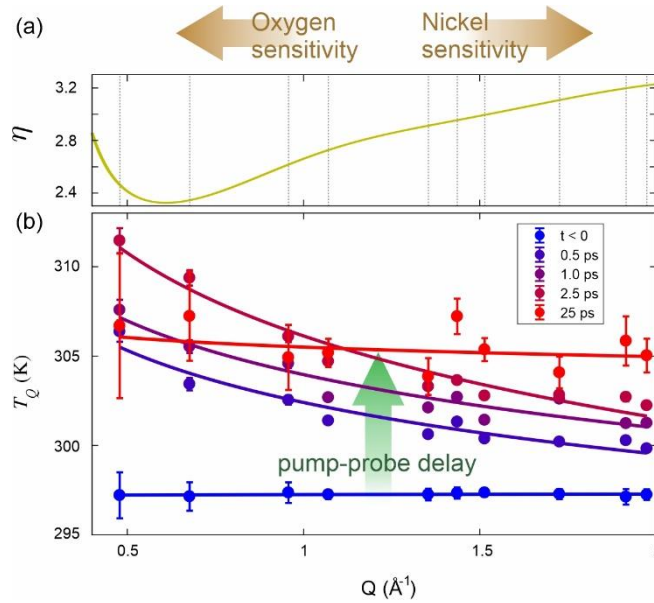 (a)
Oxygen
sensitivity
Nickel
sensitivity
3.2
2.8
2.4
η
(b)
t < 0
0.5 ps
1.0 ps
2.5 ps
25 ps
310
305
300
295
T_Q (K)
pump-probe delay
0.5
1
1.5
Q (Å⁻¹)